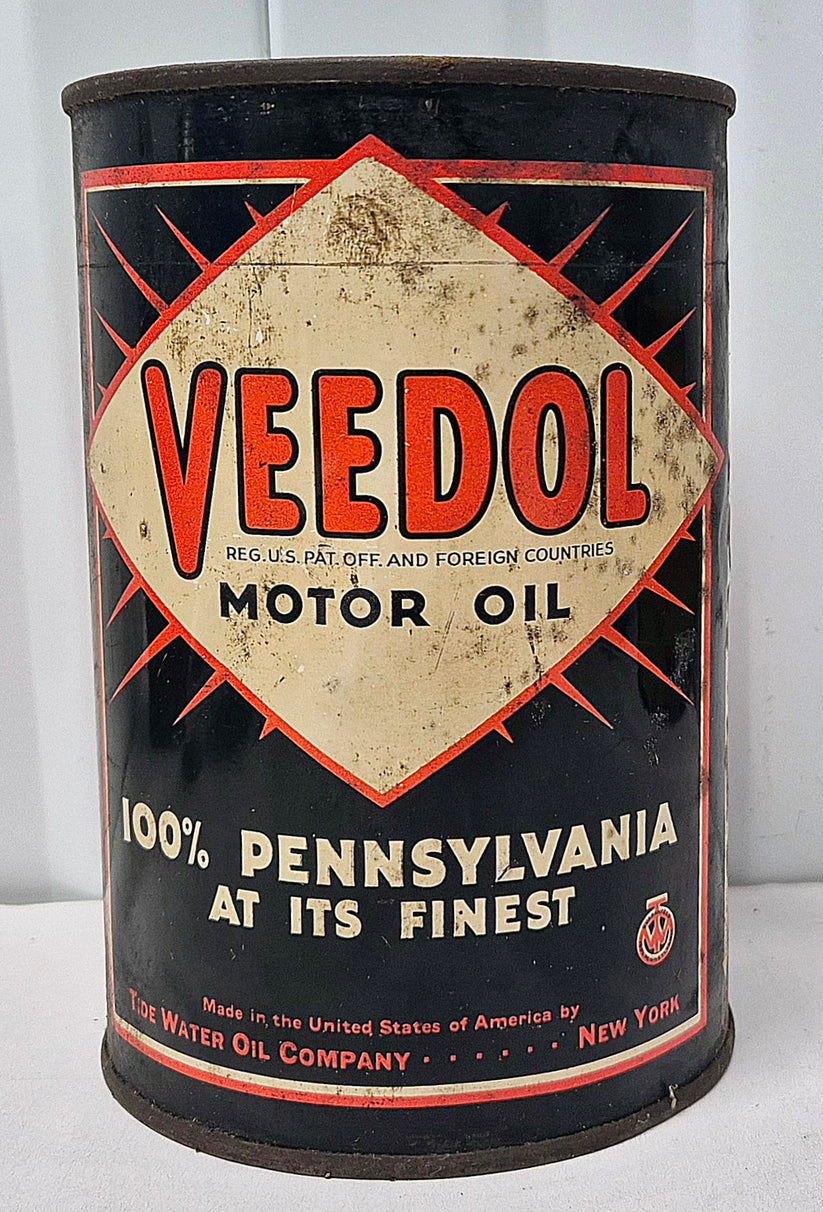 VEEDOL
REG. U.S. PAT. OFF. AND FOREIGN COUNTRIES
MOTOR OIL
100% PENNSYLVANIA
AT ITS FINEST
Made in the United States of America by
TIDE WATER OIL COMPANY . . . . . . NEW YORK